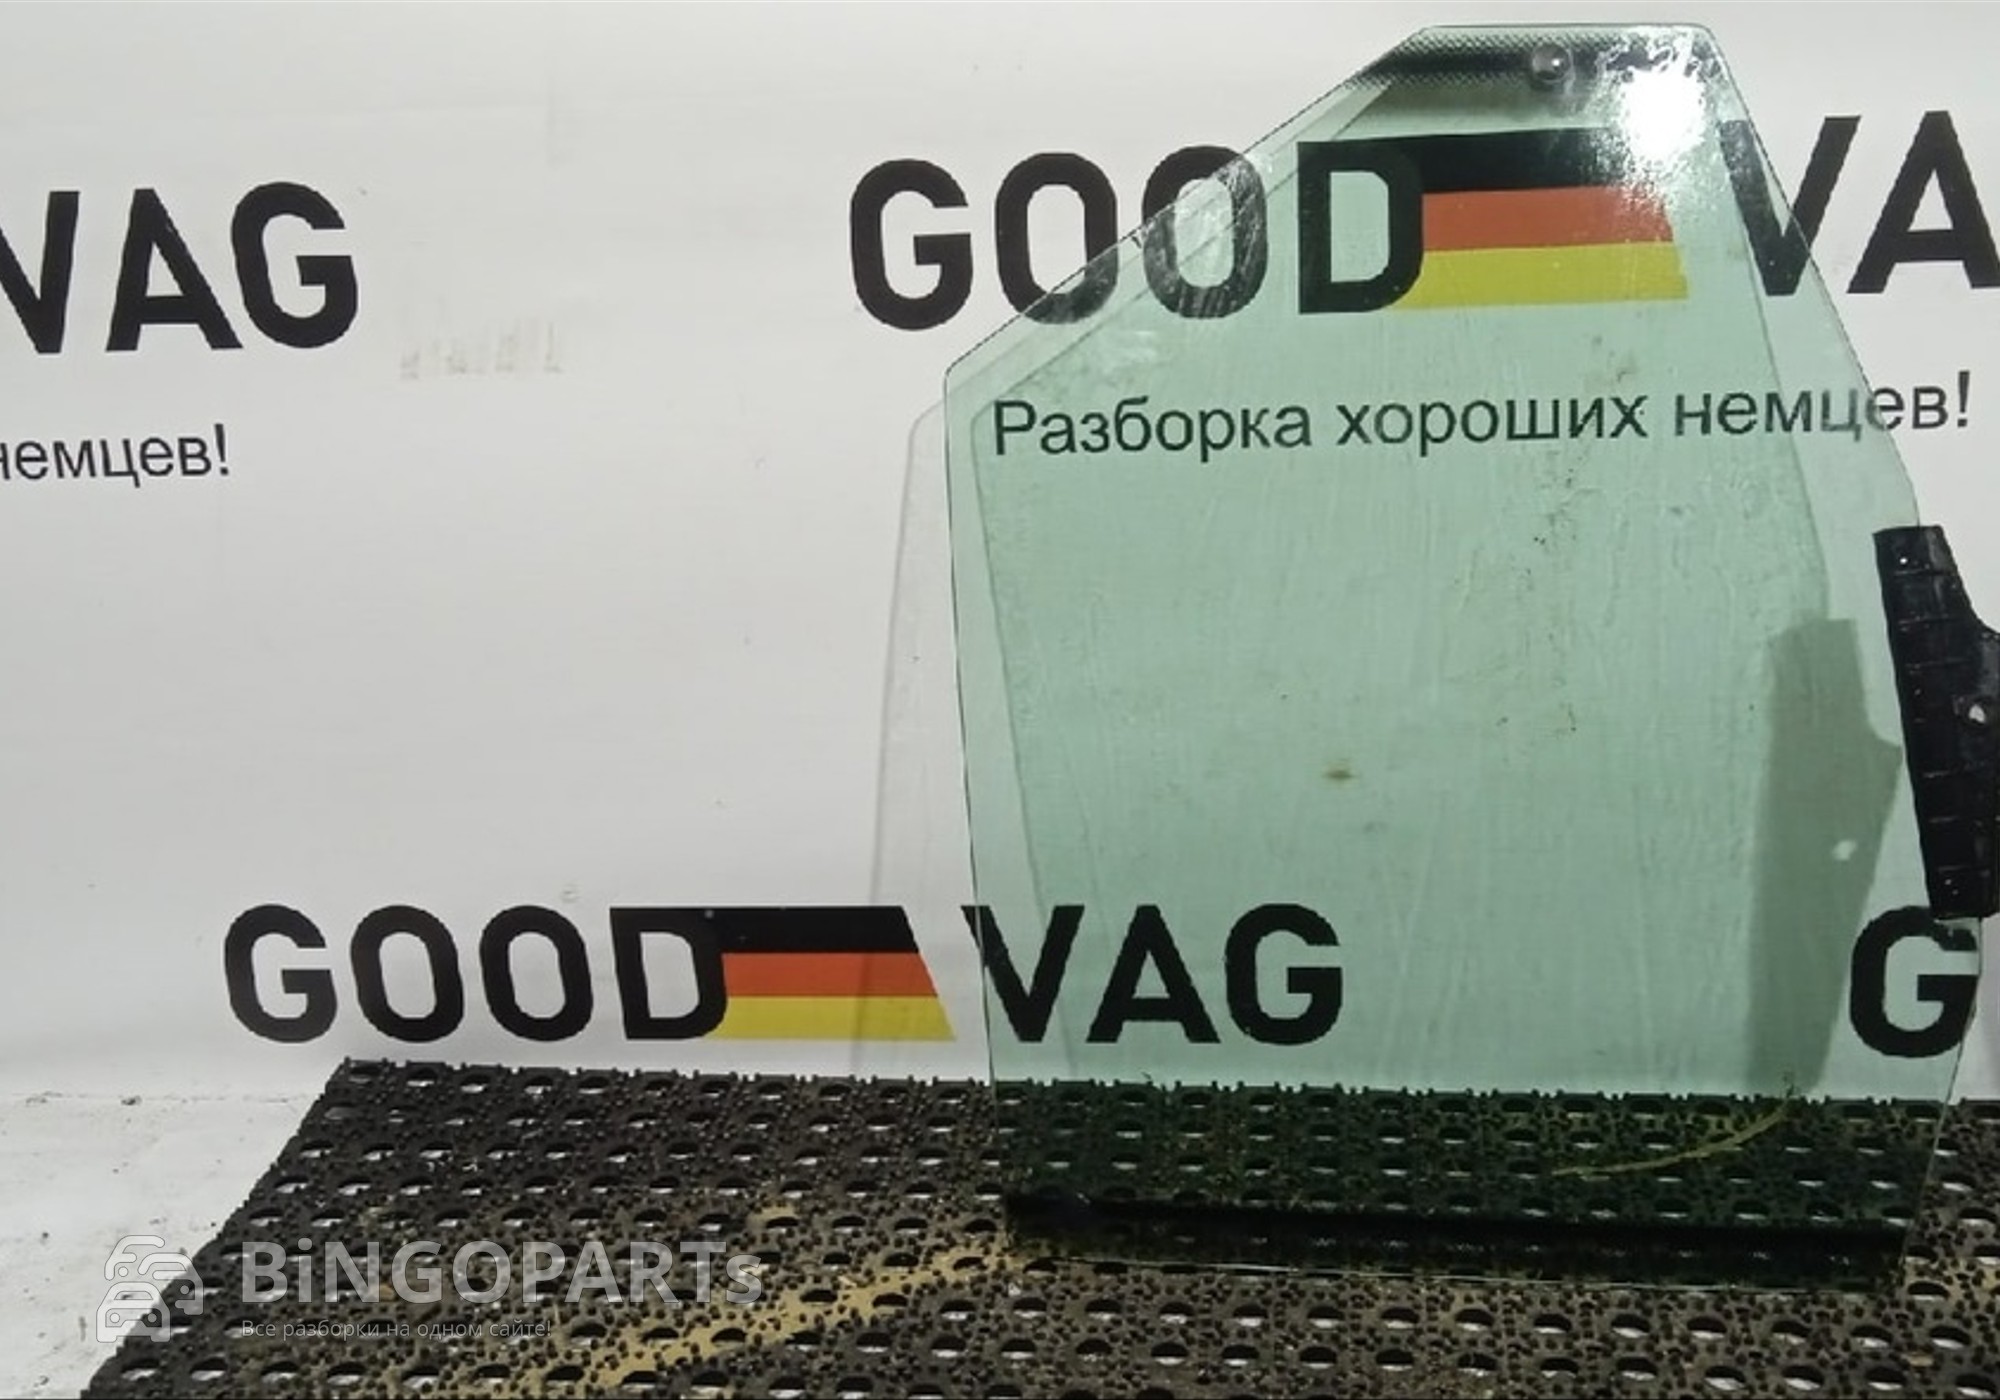 VAG
GOOD VA
немцев!
Разборка хороших немцев!
GOOD VAG
G
BiNGOPARTs
Все разборки на одном сайте!